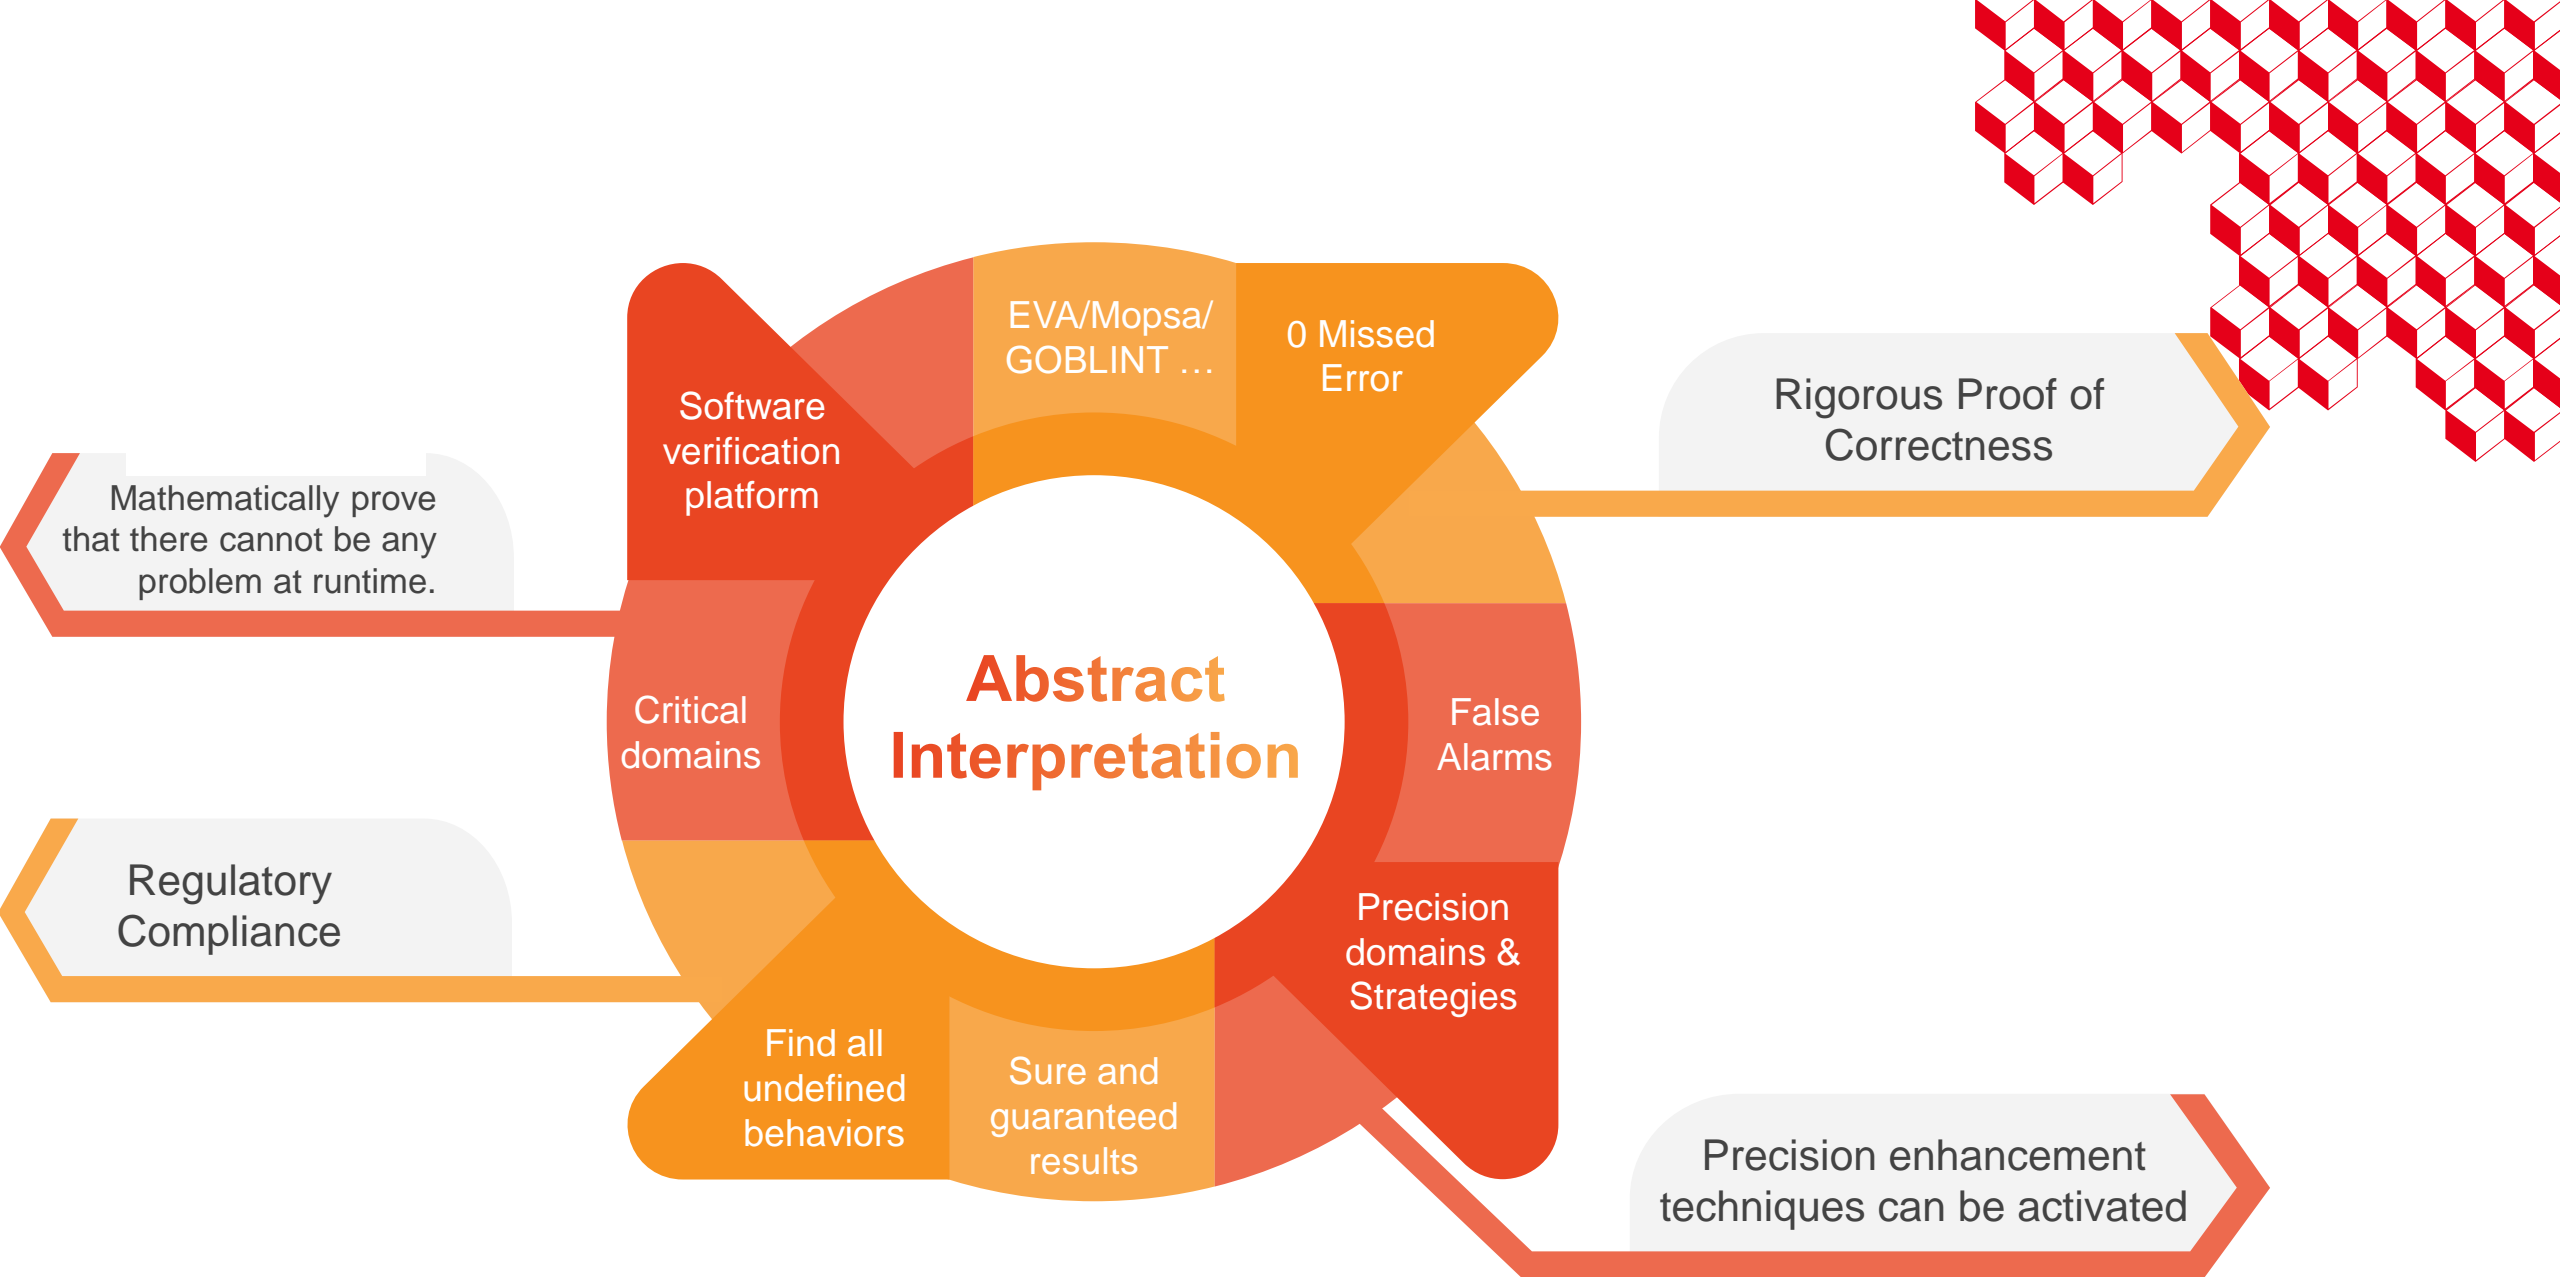 EVA/Mopsa/
GOBLINT …
0 Missed
Error
Software
verification
platform
Rigorous Proof of
Correctness
Mathematically prove
that there cannot be any
problem at runtime.
Abstract
Interpretation
Critical
domains
False
Alarms
Regulatory
Compliance
Precision
domains &
Strategies
Find all
undefined
behaviors
Sure and
guaranteed
results
Precision enhancement
techniques can be activated